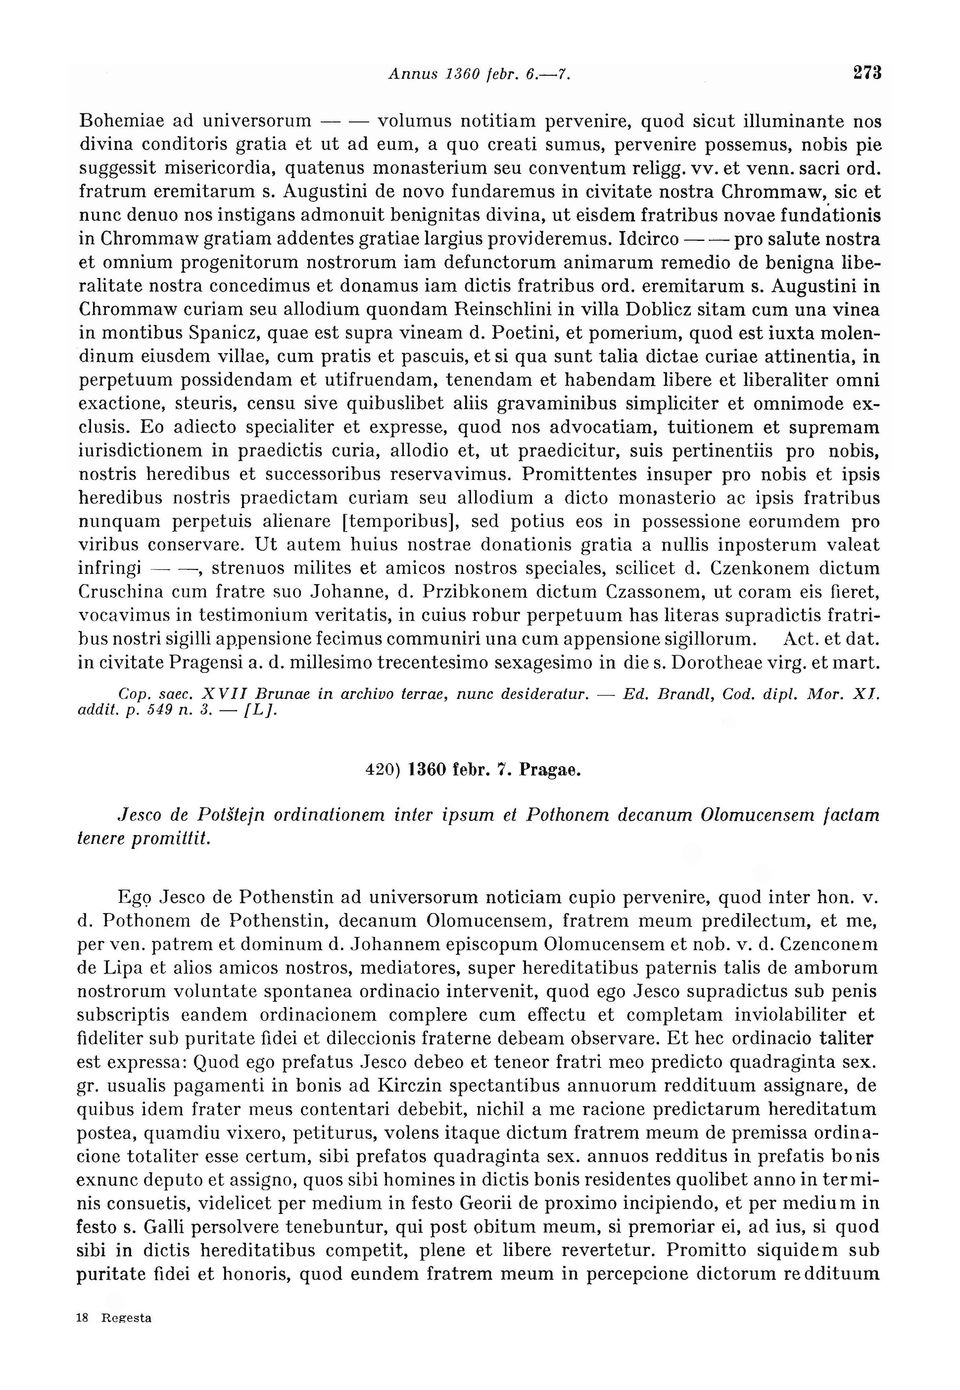 Annus 1360 febr. 6.—7. 273
Bohemiae ad universorum — — volumus notitiam pervenire, quod sicut illuminante nos
divina conditoris gratia et ut ad eum, a quo creati sumus, pervenire possemus, nobis pie
suggessit misericordia, quatenus monasterium seu conventum religg. vv. et venn. sacri ord.
fratrum eremitarum s. Augustini de novo fundaremus in civitate nostra Chrommaw, sic et
nunc denuo nos instigans admonuit benignitas divina, ut eisdem fratribus novae fundationis
in Chrommaw gratiam addentes gratiae largius provideremus. Idcirco — — pro salute nostra
et omnium progenitorum nostrorum iam defunctorum animarum remedio de benigna libe-
ralitate nostra concedimus et donamus iam dictis fratribus ord. eremitarum s. Augustini in
Chrommaw curiam seu allodium quondam Reinschlini in villa Doblicz sitam cum una vinea
in montibus Spanicz, quae est supra vineam d. Poetini, et pomerium, quod est iuxta molen-
dinum eiusdem villae, cum pratis et pascuis, et si qua sunt talia dictae curiae attinentia, in
perpetuum possidendam et utifruendam, tenendam et habendam libere et liberaliter omni
exactione, steuris, censu sive quibuslibet aliis gravaminibus simpliciter et omnimode ex-
clusis. Eo adiecto specialiter et expresse, quod nos advocatiam, tuitionem et supremam
iurisdictionem in praedictis curia, allodio et, ut praedicitur, suis pertinentiis pro nobis,
nostris heredibus et successoribus reservavimus. Promittentes insuper pro nobis et ipsis
heredibus nostris praedictam curiam seu allodium a dicto monasterio ac ipsis fratribus
nunquam perpetuis alienare [temporibus], sed potius eos in possessione eorumdem pro
viribus conservare. Ut autem huius nostrae donationis gratia a nullis inposterum valeat
infringi — —, strenuos milites et amicos nostros speciales, scilicet d. Czenkonem dictum
Cruschina cum fratre suo Johanne, d. Przibkonem dictum Czassonem, ut coram eis fieret,
vocavimus in testimonium veritatis, in cuius robur perpetuum has literas supradictis fratri-
bus nostri sigilli appensione fecimus communiri una cum appensione sigillorum. Act. et dat.
in civitate Pragensi a. d. millesimo trecentesimo sexagesimo in die s. Dorotheae virg. et mart.
Cop. saec. XVII Brunae in archivo terrae, nunc desideratur. — Ed. Brandl, Cod. dipl. Mor. XI.
addit. p. 549 n. 3. — [L].
420) 1360 febr. 7. Pragae.
Jesco de Potštejn ordinationem inter ipsum et Pothonem decanum Olomucensem factam
tenere promittit.
Ego Jesco de Pothenstin ad universorum noticiam cupio pervenire, quod inter hon. v.
d. Pothonem de Pothenstin, decanum Olomucensem, fratrem meum predilectum, et me,
per ven. patrem et dominum d. Johannem episcopum Olomucensem et nob. v. d. Czenconem
de Lipa et alios amicos nostros, mediatores, super hereditatibus paternis talis de amborum
nostrorum voluntate spontanea ordinacio intervenit, quod ego Jesco supradictus sub penis
subscriptis eandem ordinacionem complere cum effectu et completam inviolabiliter et
fideliter sub puritate fidei et dileccionis fraterne debeam observare. Et hec ordinacio taliter
est expressa: Quod ego prefatus Jesco debeo et teneor fratri meo predicto quadraginta sex.
gr. usualis pagamenti in bonis ad Kirczin spectantibus annuorum reddituum assignare, de
quibus idem frater meus contentari debebit, nichil a me racione predictarum hereditatum
postea, quamdiu vixero, petiturus, volens itaque dictum fratrem meum de premissa ordina-
cione totaliter esse certum, sibi prefatos quadraginta sex. annuos redditus in prefatis bonis
exnunc deputo et assigno, quos sibi homines in dictis bonis residentes quolibet anno in termi-
nis consuetis, videlicet per medium in festo Georii de proximo incipiendo, et per medium in
festo s. Galli persolvere tenebuntur, qui post obitum meum, si premoriar ei, ad ius, si quod
sibi in dictis hereditatibus competit, plene et libere revertetur. Promitto siquidem sub
puritate fidei et honoris, quod eundem fratrem meum in percepcione dictorum reddituum
18 Regesta